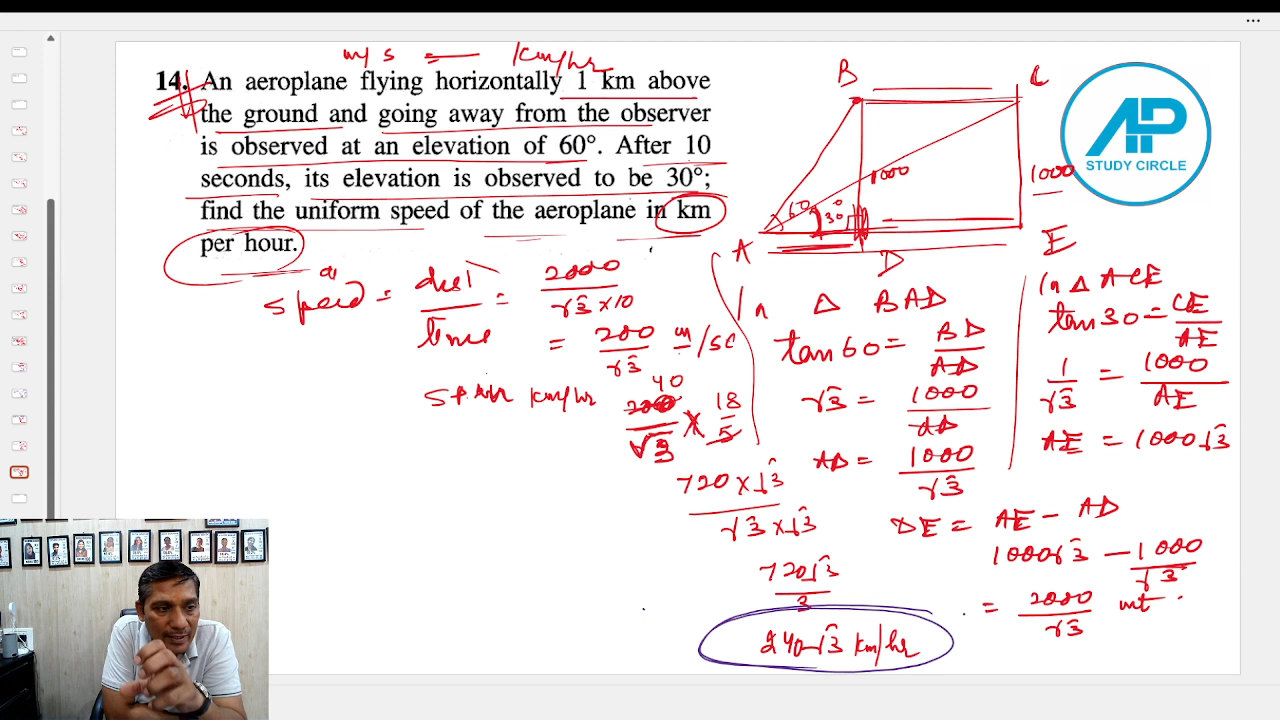 m/s = km/hr
14. An aeroplane flying horizontally 1 km above
the ground and going away from the observer
is observed at an elevation of 60°. After 10
seconds, its elevation is observed to be 30°;
find the uniform speed of the aeroplane in km
per hour.
B
C
1000
1000
60°
30°
A
D
E
AP
STUDY CIRCLE
speed = dist/time = 2000/√3×10
= 200/√3 m/sec
km/hr 200/√3 × 18/5
40
720×√3/√3×√3
720√3/3
240√3 km/hr
In Δ BAD
tan60 = BD/AD
√3 = 1000/AD
AD = 1000/√3
In Δ ACE
tan30 = CE/AE
1/√3 = 1000/AE
AE = 1000√3
DE = AE - AD
1000√3 - 1000/√3
= 2000/√3 mt